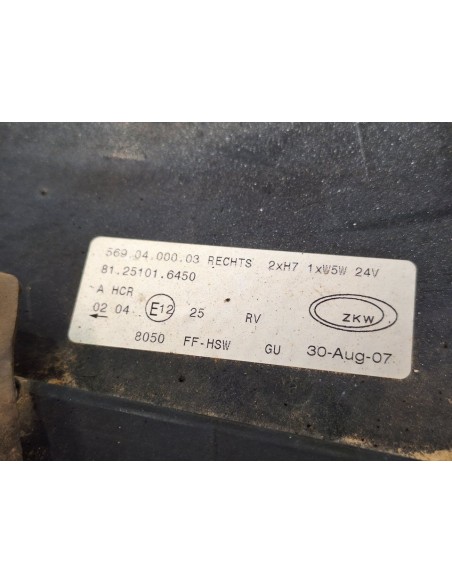 569.04.000.03 RECHTS 2xH7 1xW5W 24V
81.25101.6450
A HCR
02 04 E12 25 RV ZKW
8050 FF-HSW GU 30-Aug-07